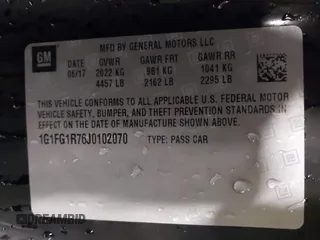 GM
MFD BY GENERAL MOTORS LLC
DATE GVWR GAWR FRT GAWR RR
06/17 2022 KG 981 KG 1041 KG
4457 LB 2162 LB 2295 LB
THIS VEHICLE CONFORMS TO ALL APPLICABLE U.S. FEDERAL MOTOR
VEHICLE SAFETY, BUMPER, AND THEFT PREVENTION STANDARDS IN
EFFECT ON THE DATE OF MANUFACTURE SHOWN ABOVE.
1G1FG1R76J0102070 TYPE: PASS CAR
DREAMBID